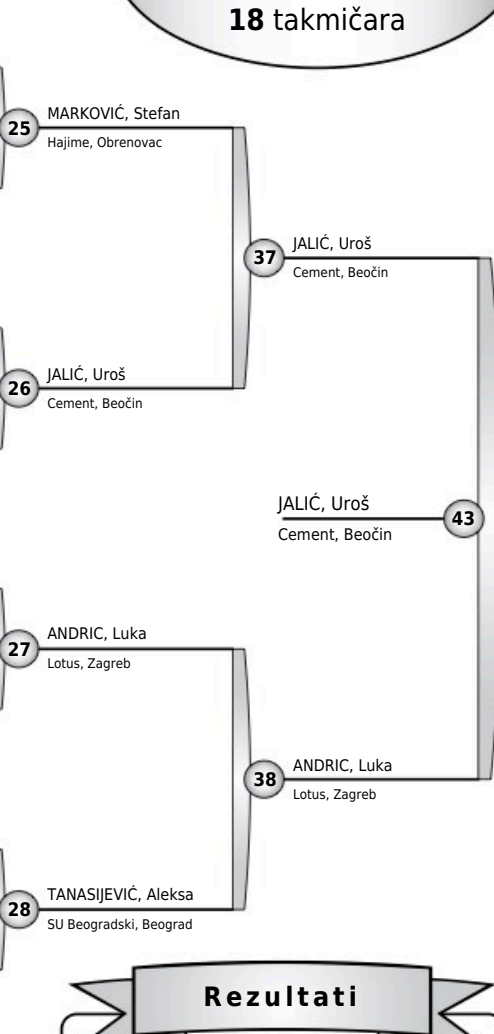 18 takmičara
MARKOVIĆ, Stefan
25
Hajime, Obrenovac
JALIĆ, Uroš
37
Cement, Beočin
JALIĆ, Uroš
26
Cement, Beočin
JALIĆ, Uroš
43
Cement, Beočin
ANDRIC, Luka
27
Lotus, Zagreb
ANDRIC, Luka
38
Lotus, Zagreb
TANASIJEVIĆ, Aleksa
28
SU Beogradski, Beograd
Rezultati